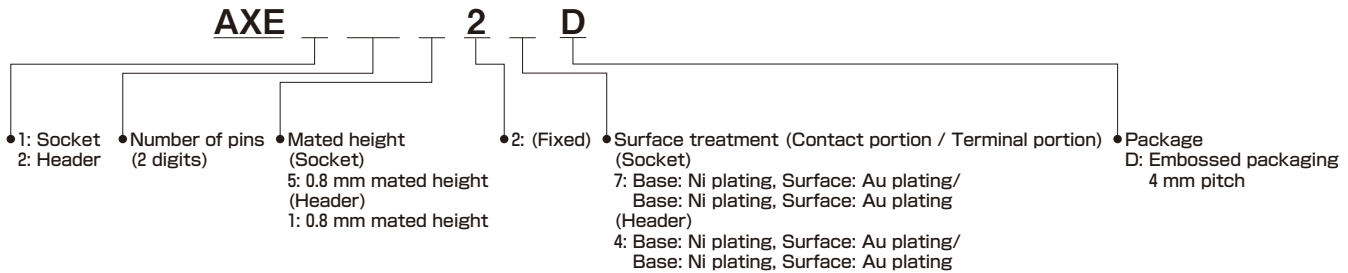 AXE 2 D
1: Socket
2: Header
Number of pins
(2 digits)
Mated height
(Socket)
5: 0.8 mm mated height
(Header)
1: 0.8 mm mated height
2: (Fixed)
Surface treatment (Contact portion / Terminal portion)
(Socket)
7: Base: Ni plating, Surface: Au plating/
Base: Ni plating, Surface: Au plating
(Header)
4: Base: Ni plating, Surface: Au plating/
Base: Ni plating, Surface: Au plating
Package
D: Embossed packaging
4 mm pitch